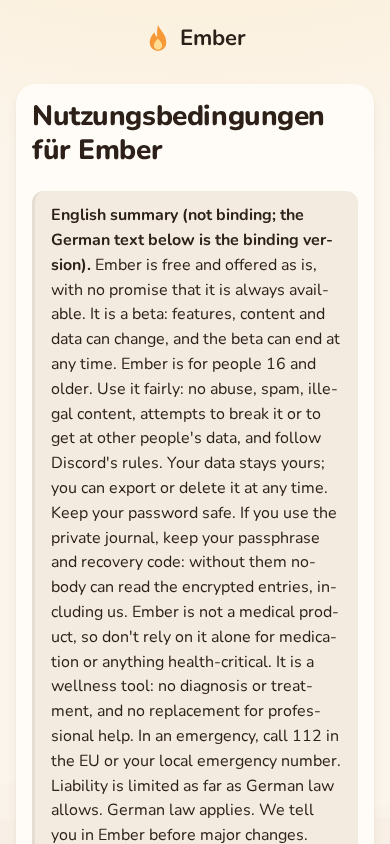 Ember
Nutzungsbedingungen
für Ember
English summary (not binding; the
German text below is the binding ver-
sion). Ember is free and offered as is,
with no promise that it is always avail-
able. It is a beta: features, content and
data can change, and the beta can end at
any time. Ember is for people 16 and
older. Use it fairly: no abuse, spam, ille-
gal content, attempts to break it or to
get at other people's data, and follow
Discord's rules. Your data stays yours;
you can export or delete it at any time.
Keep your password safe. If you use the
private journal, keep your passphrase
and recovery code: without them no-
body can read the encrypted entries, in-
cluding us. Ember is not a medical prod-
uct, so don't rely on it alone for medica-
tion or anything health-critical. It is a
wellness tool: no diagnosis or treat-
ment, and no replacement for profes-
sional help. In an emergency, call 112 in
the EU or your local emergency number.
Liability is limited as far as German law
allows. German law applies. We tell
you in Ember before major changes.